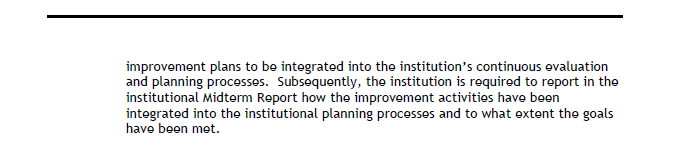 improvement plans to be integrated into the institution's continuous evaluation
and planning processes.  Subsequently, the institution is required to report in the
institutional Midterm Report how the improvement activities have been
integrated into the institutional planning processes and to what extent the goals
have been met.